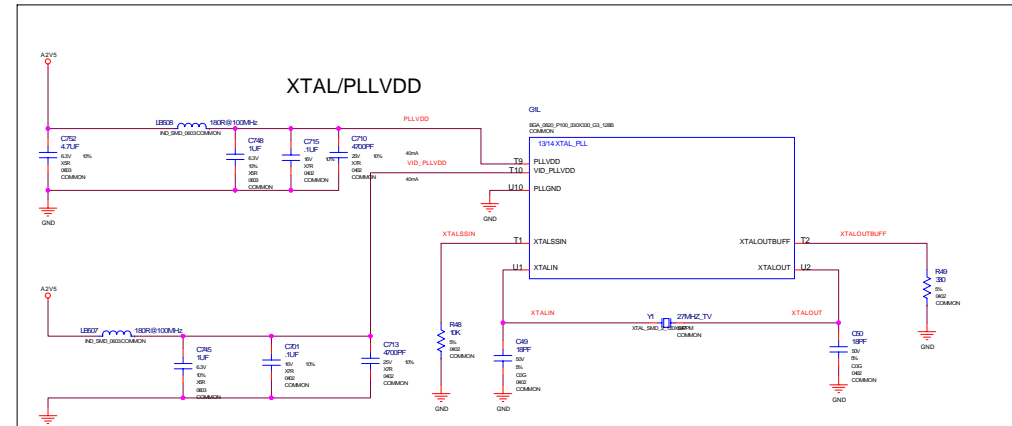 XTAL/PLLVDD
A2V5
LB508
180R@100MHz
IND_SMD_0603COMMON
C752
4.7UF
6.3V 10%
X5R
0603
COMMON
C748
1UF
6.3V
10%
X5R
0603
COMMON
C715
.1UF
16V 10%
X7R
0402
COMMON
C710
4700PF
25V 10%
X7R
0402
COMMON
GND
PLLVDD
40mA
VID_PLLVDD
40mA
G1L
COMMON
13/14 XTAL_PLL
T9 PLLVDD
T10 VID_PLLVDD
U10 PLLGND
GND
XTALSSIN
T1 XTALSSIN
U1 XTALIN
XTALOUTBUFF T2
XTALOUTBUFF
XTALOUT U2
R49
330
5%
0402
COMMON
GND
A2V5
LB507
180R@100MHz
IND_SMD_0603COMMON
C745
1UF
6.3V
10%
X5R
0603
COMMON
C701
.1UF
16V 10%
X7R
0402
COMMON
C713
4700PF
25V 10%
X7R
0402
COMMON
R48
10K
5%
0402
COMMON
GND
XTALIN
Y1
27MHZ_TV
XTALOUT
C49
18PF
50V
5%
C0G
0402
COMMON
GND
C50
18PF
50V
5%
C0G
0402
COMMON
GND